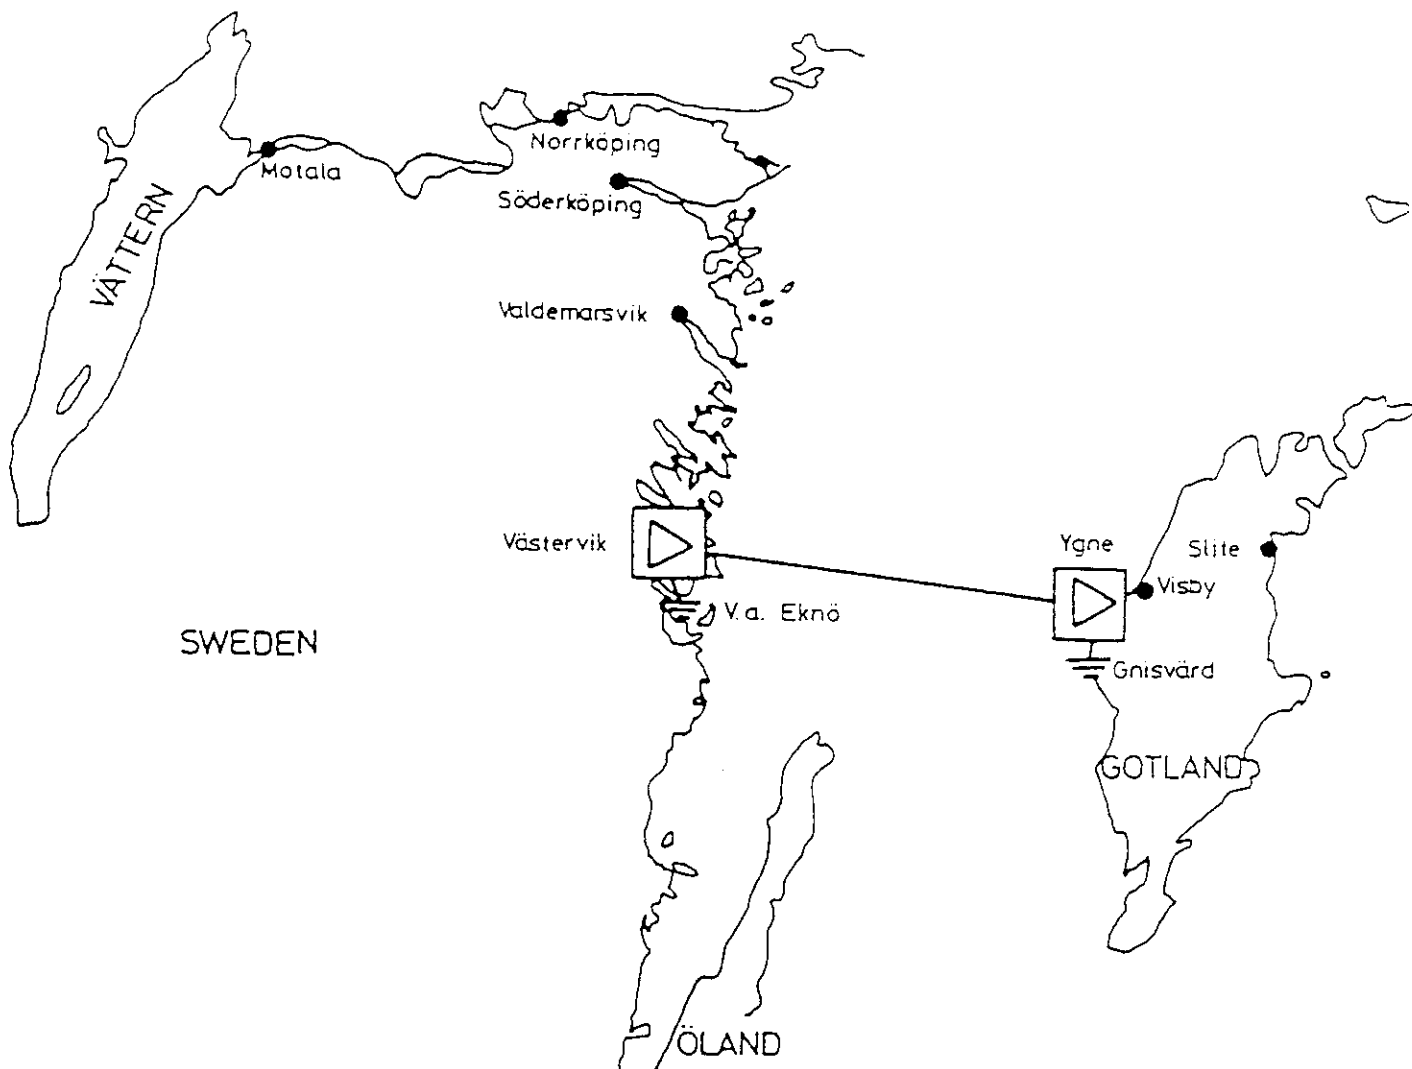 Norrköping
Motala
Söderköping
VÄTTERN
Valdemarsvik
Västervik
Ygne
Slite
Visby
V.a. Eknö
SWEDEN
Gnisvärd
GOTLAND
ÖLAND